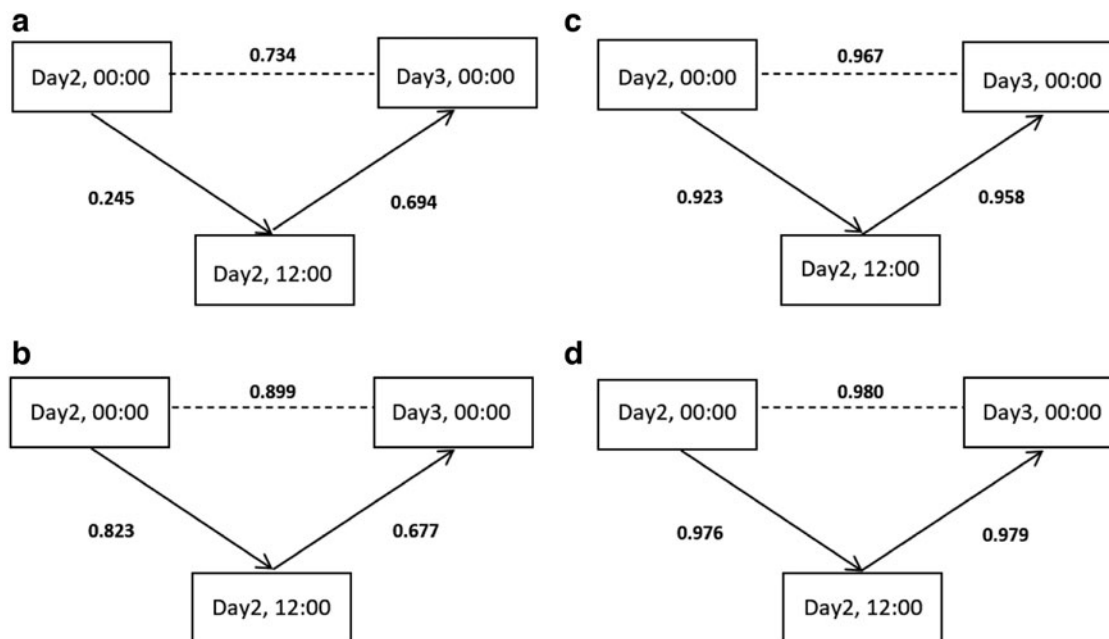 a
0.734
Day2, 00:00
Day3, 00:00
0.245
0.694
Day2, 12:00
b
0.899
Day2, 00:00
Day3, 00:00
0.823
0.677
Day2, 12:00
c
0.967
Day2, 00:00
Day3, 00:00
0.923
0.958
Day2, 12:00
d
0.980
Day2, 00:00
Day3, 00:00
0.976
0.979
Day2, 12:00